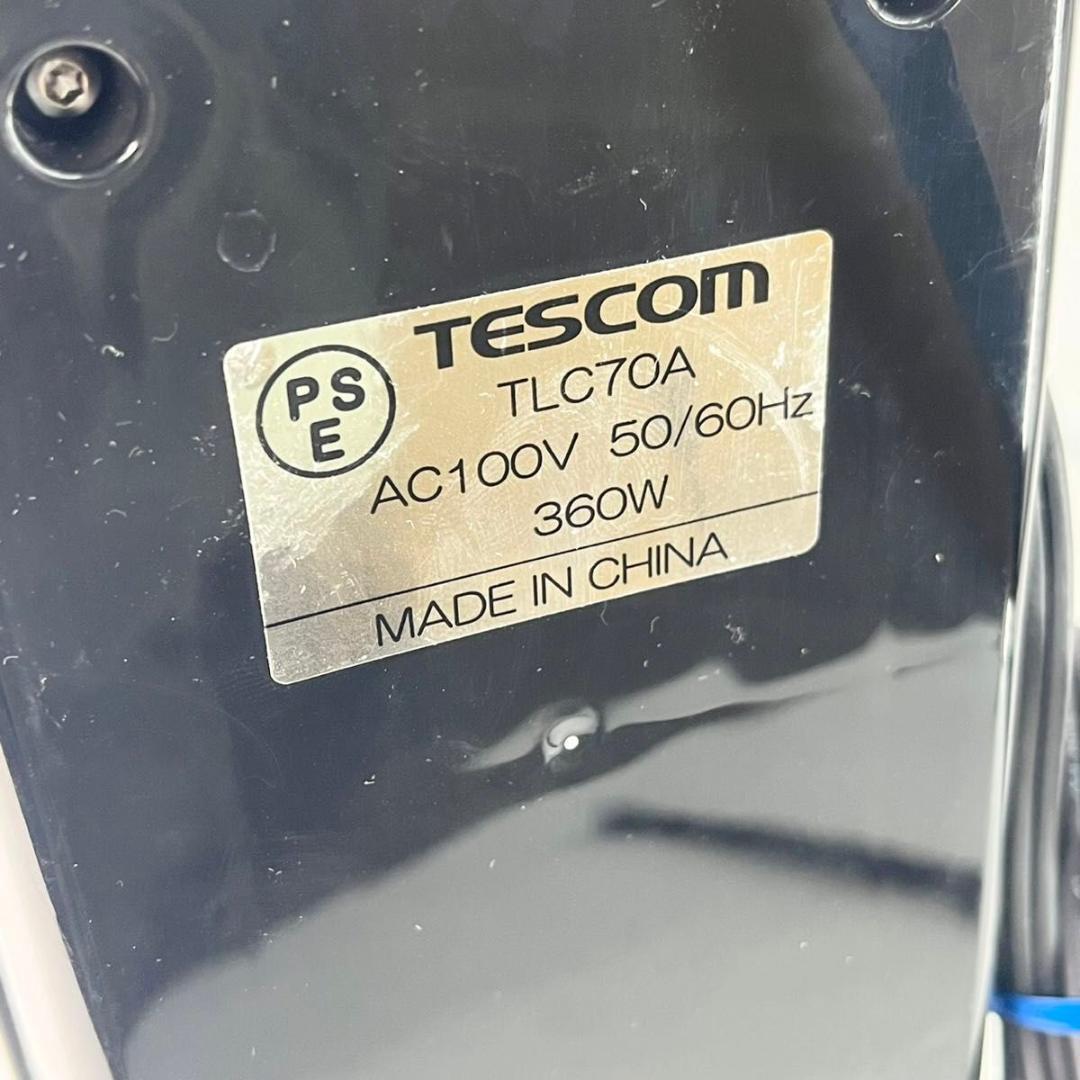 TESCOM
PS
E
TLC70A
AC100V 50/60Hz
360W
MADE IN CHINA